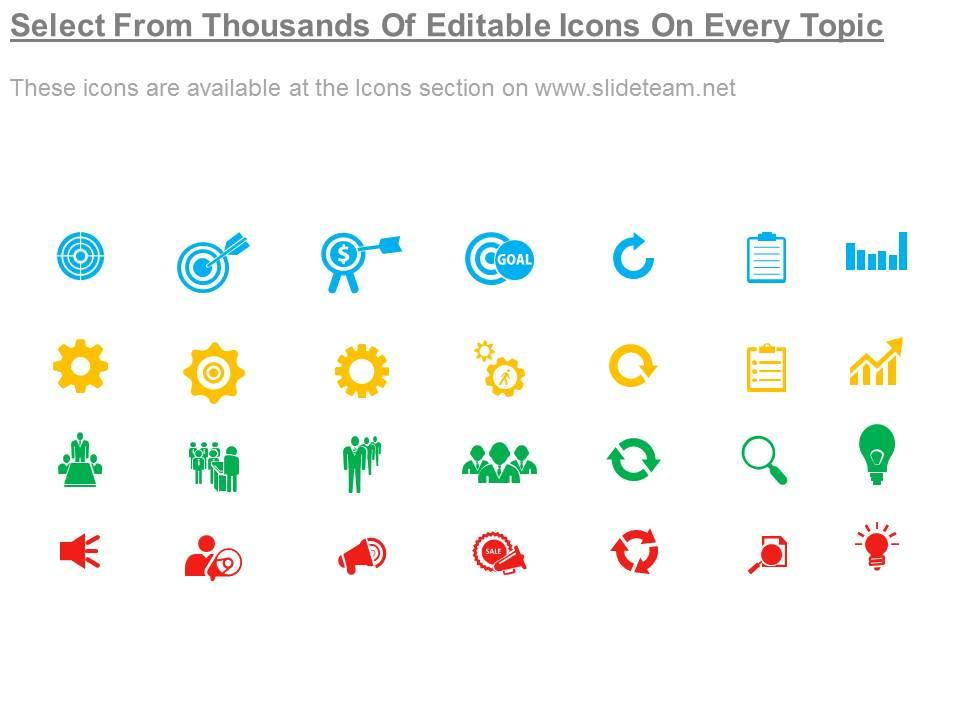 Select From Thousands Of Editable Icons On Every Topic
These icons are available at the Icons section on www.slideteam.net
$
GOAL
SALE